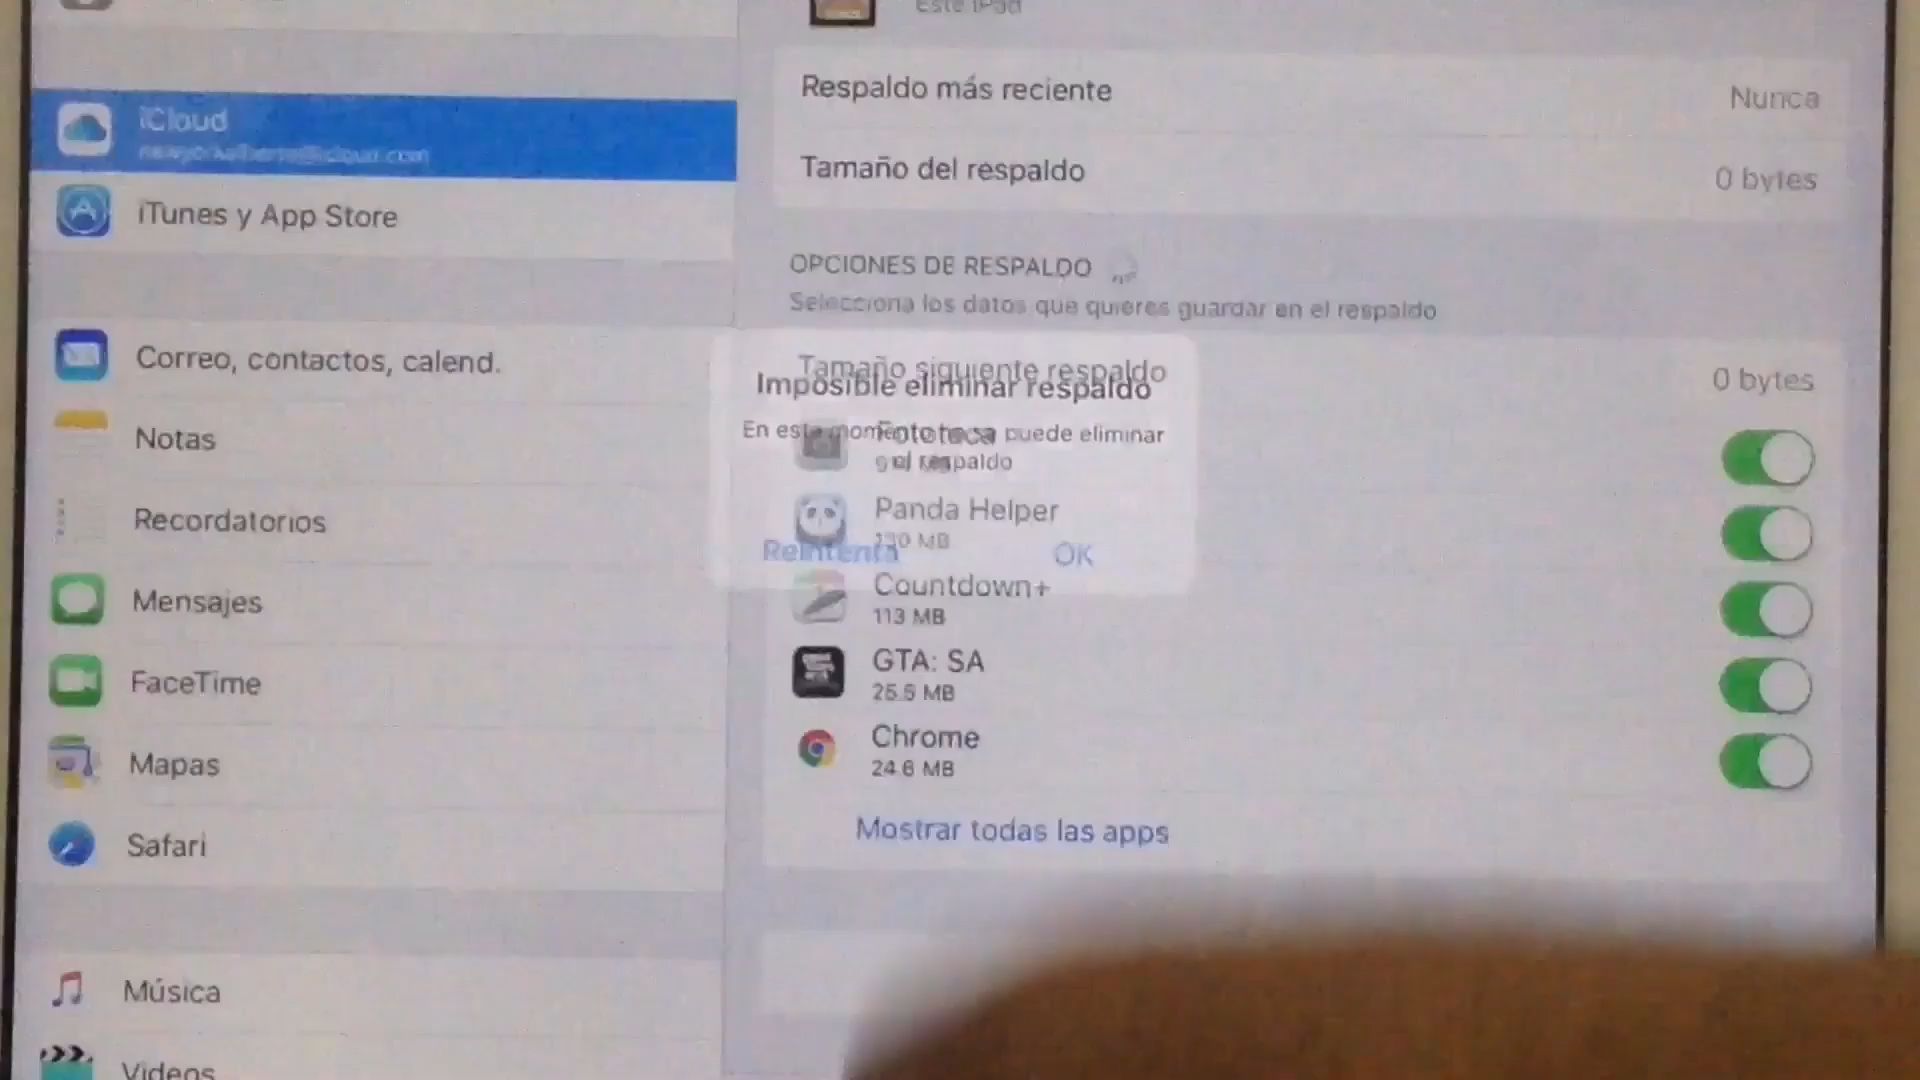 Este iPad
iCloud
iTunes y App Store
Correo, contactos, calend.
Notas
Recordatorios
Mensajes
FaceTime
Mapas
Safari
Música
Videos
Respaldo más reciente
Nunca
Tamaño del respaldo
0 bytes
OPCIONES DE RESPALDO
Selecciona los datos que quieres guardar en el respaldo
Tamaño siguiente respaldo
0 bytes
Imposible eliminar respaldo
En este momento no se puede eliminar
el respaldo
Reintentar
OK
Fototeca
Panda Helper
130 MB
Countdown+
113 MB
GTA: SA
25.5 MB
Chrome
24.6 MB
Mostrar todas las apps